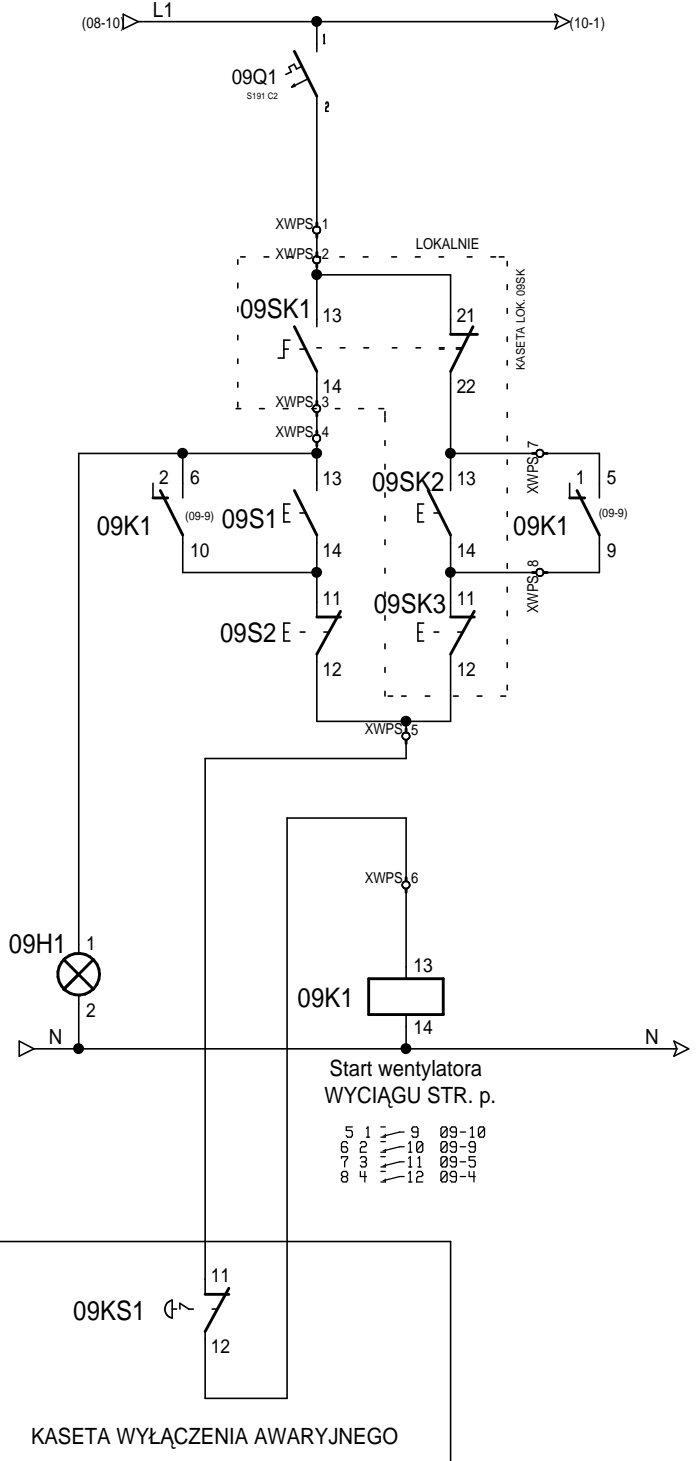 (08-10) L1 (10-1)
1
09Q1
S191 C2
2
XWPS 1
XWPS 2
LOKALNIE
KASETA LOK. 09SK
09SK1 13 21
14 22
XWPS 3
XWPS 4
XWPS 7
2 6 13 09SK2 13 1 5
09K1 (09-9) 09S1 E E 09K1 (09-9)
10 14 14 9
XWPS 8
11 09SK3 11
09S2 E E
12 12
XWPS 5
XWPS 6
09H1 1
13
09K1
2
14
N N
Start wentylatora
WYCIĄGU STR. p.
5 1 9 09-10
6 2 10 09-9
7 3 11 09-5
8 4 12 09-4
11
09KS1
12
KASETA WYŁĄCZENIA AWARYJNEGO